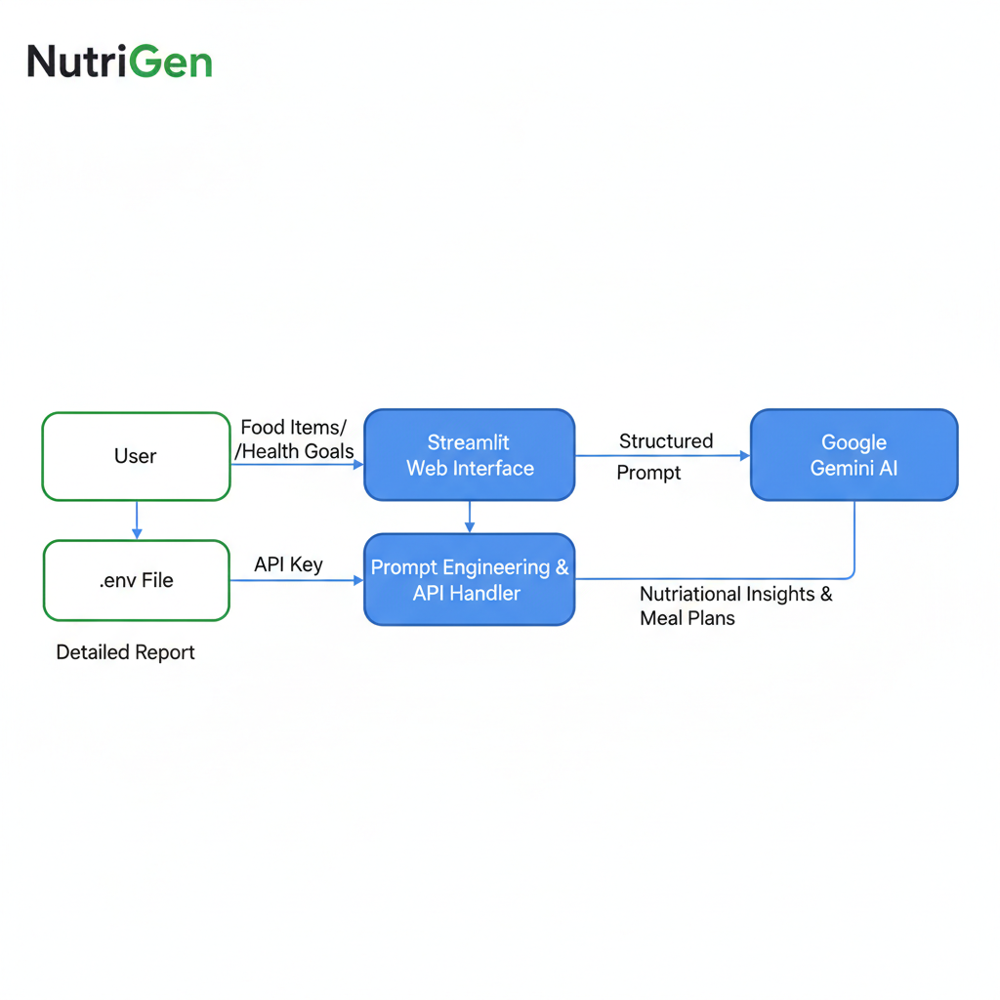 NutriGen
User
Food Items/
/Health Goals
Streamlit
Web Interface
Structured
Prompt
Google
Gemini AI
.env File
API Key
Prompt Engineering &
API Handler
Nutriational Insights &
Meal Plans
Detailed Report